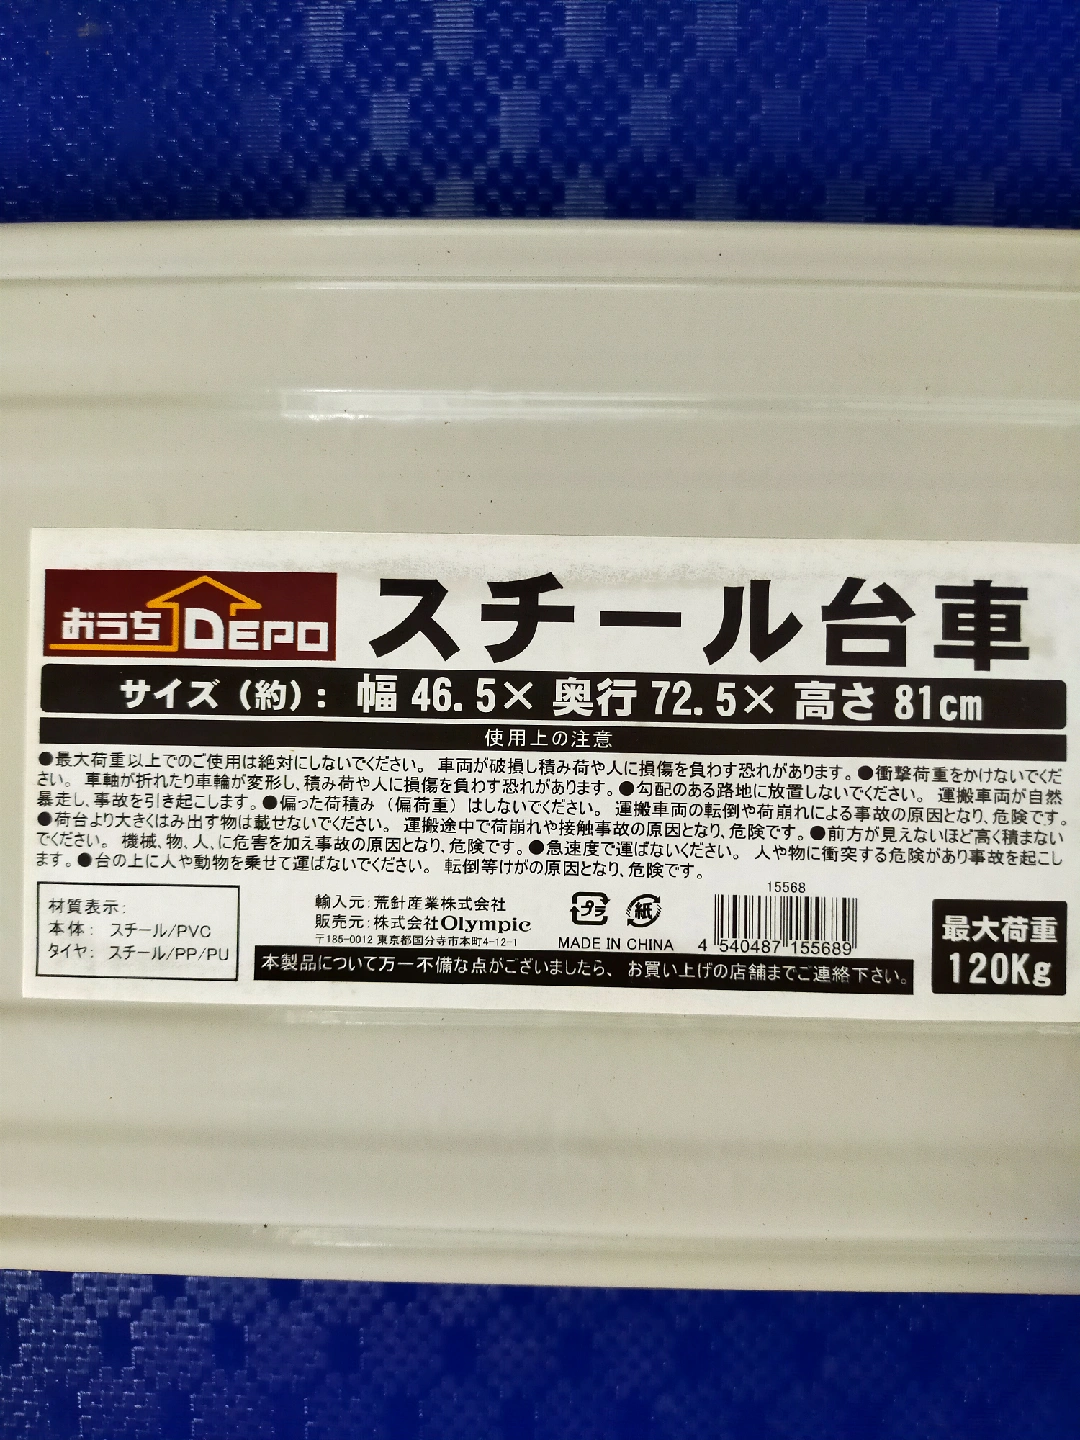 おうちDEPO
スチール台車
サイズ(約): 幅46.5×奥行72.5×高さ81cm
使用上の注意
●最大荷重以上でのご使用は絶対にしないでください。車両が破損し積み荷や人に損傷を負わす恐れがあります。●衝撃荷重をかけないでくだ
さい。車軸が折れたり車輪が変形し、積み荷や人に損傷を負わす恐れがあります。●勾配のある路地に放置しないでください。運搬車両が自然
暴走し、事故を引き起こします。●偏った荷積み(偏荷重)はしないでください。運搬車両の転倒や荷崩れによる事故の原因となり、危険です。
●荷台より大きくはみ出す物は載せないでください。運搬途中で荷崩れや接触事故の原因となり、危険です。●前方が見えないほど高く積まない
でください。機械、物、人、に危害を加え事故の原因となり、危険です。●急速度で運ばないください。人や物に衝突する危険があり事故を起こし
ます。●台の上に人や動物を乗せて運ばないでください。転倒等けがの原因となり、危険です。
材質表示:
本体: スチール/PVC
タイヤ: スチール/PP/PU
輸入元:荒針産業株式会社
販売元:株式会社Olympic
〒185-0012 東京都国分寺市本町4-12-1
プラ
紙
MADE IN CHINA
15568
4 540487 155689
本製品について万一不備な点がございましたら、お買い上げの店舗までご連絡下さい。
最大荷重
120Kg